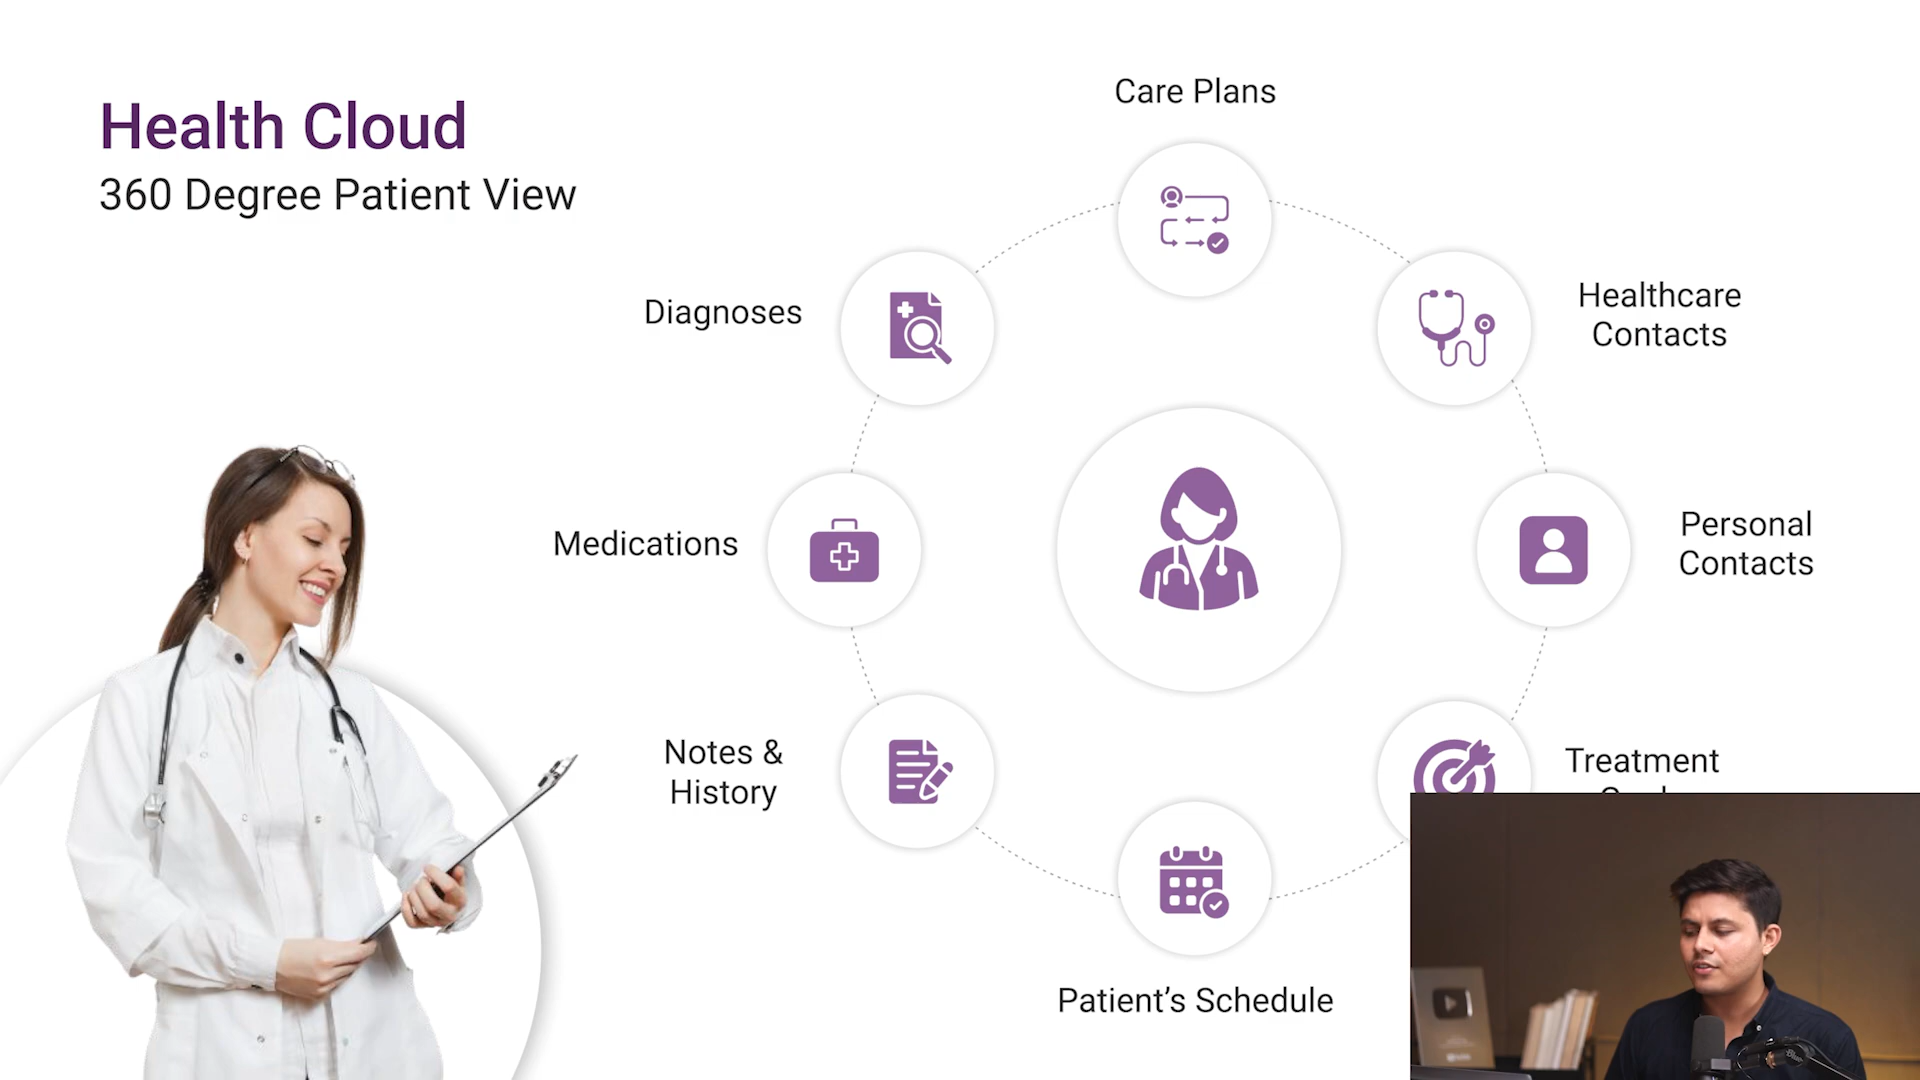 Health Cloud
360 Degree Patient View
Care Plans
Diagnoses
Healthcare
Contacts
Medications
Personal
Contacts
Notes &
History
Treatment
Patient’s Schedule